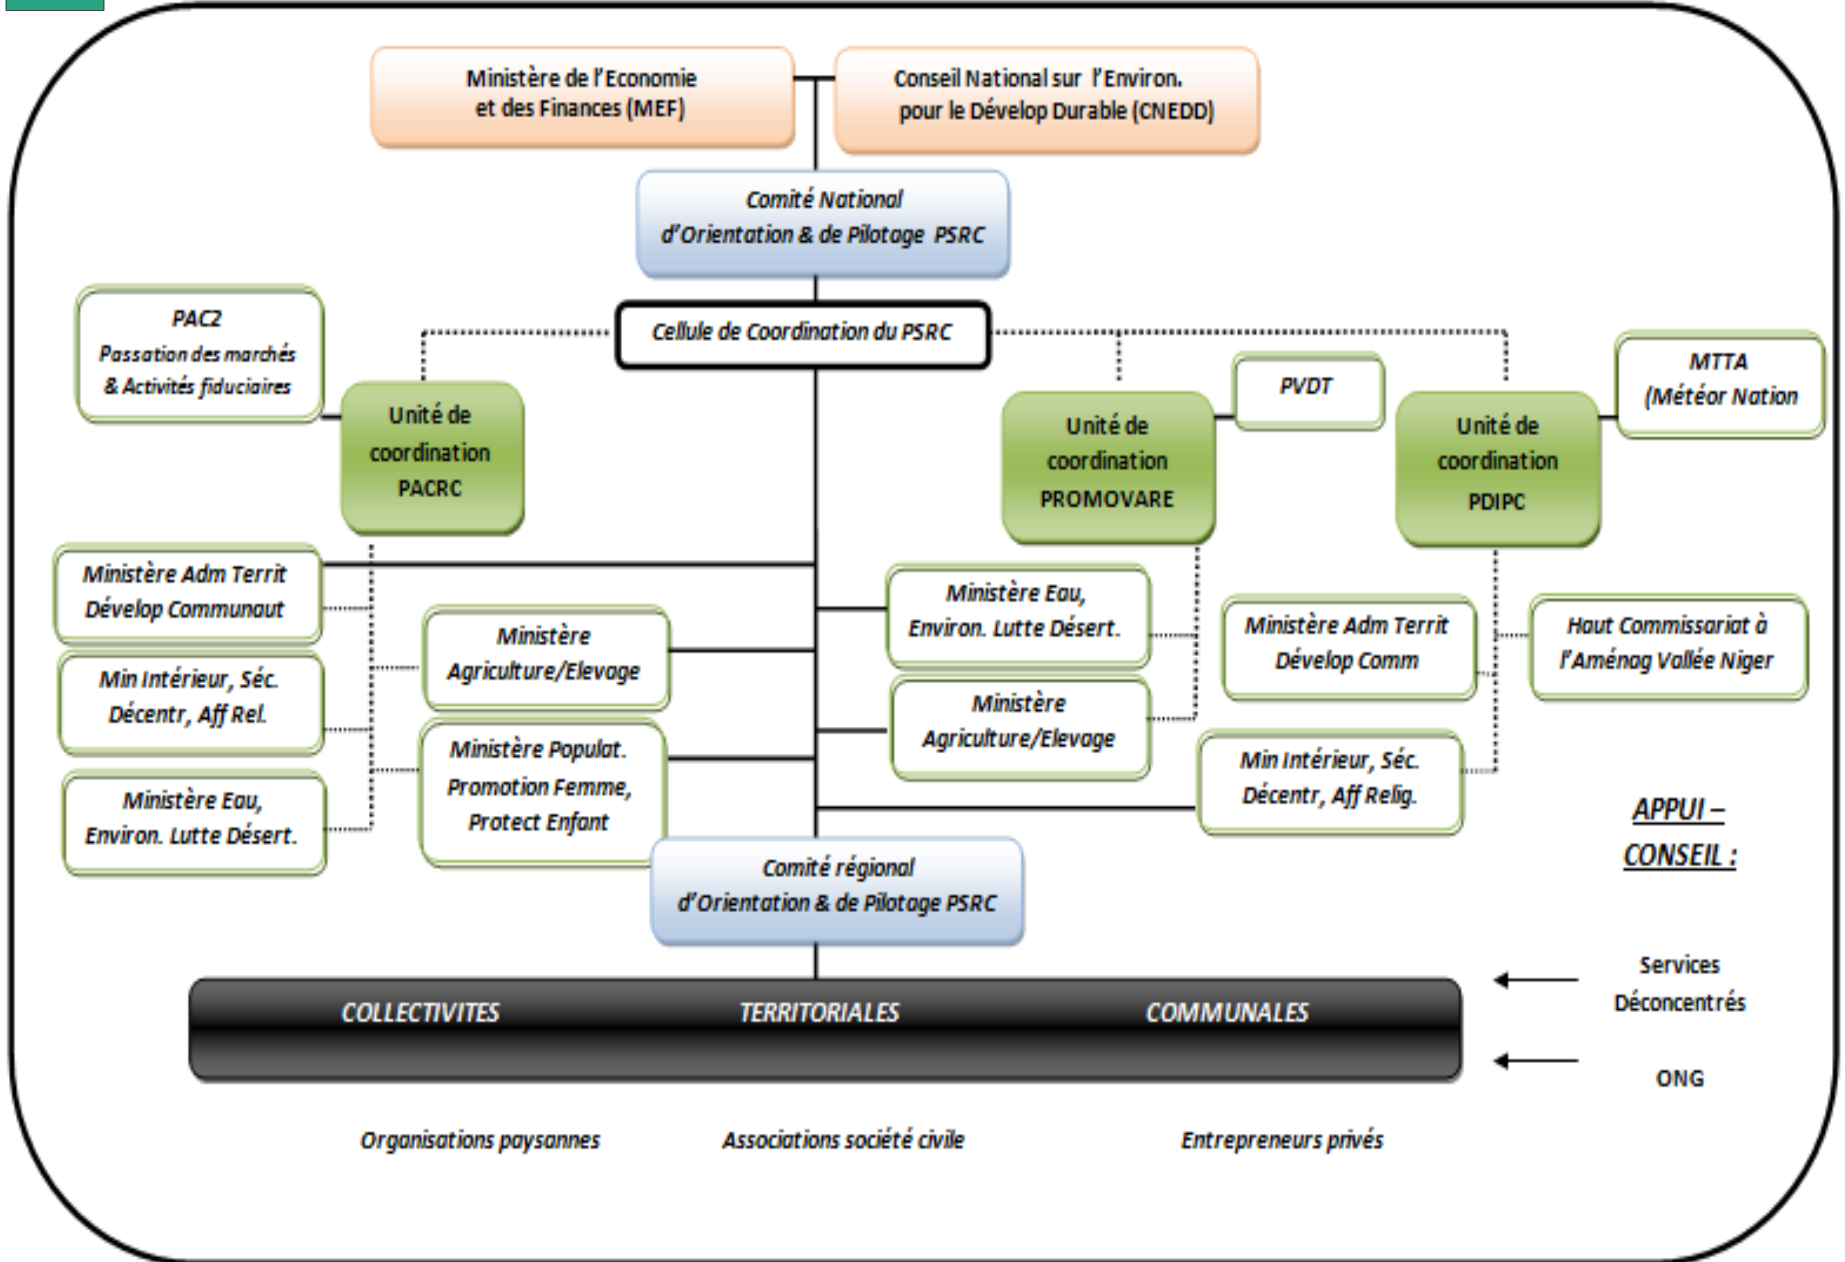 Ministère de l'Economie
et des Finances (MEF)
Conseil National sur l'Environ.
pour le Dévelop Durable (CNEDD)
Comité National
d'Orientation & de Pilotage PSRC
Cellule de Coordination du PSRC
PAC2
Passation des marchés
& Activités fiduciaires
Unité de
coordination
PACRC
Unité de
coordination
PROMOVARE
PVDT
Unité de
coordination
PDIPC
MTTA
(Météor Nation
Ministère Adm Territ
Dévelop Communaut
Min Intérieur, Séc.
Décentr, Aff Rel.
Ministère Eau,
Environ. Lutte Désert.
Ministère
Agriculture/Elevage
Ministère Populat.
Promotion Femme,
Protect Enfant
Ministère Eau,
Environ. Lutte Désert.
Ministère
Agriculture/Elevage
Ministère Adm Territ
Dévelop Comm
Min Intérieur, Séc.
Décentr, Aff Relig.
Haut Commissariat à
l'Aménag Vallée Niger
Comité régional
d'Orientation & de Pilotage PSRC
APPUI –
CONSEIL :
COLLECTIVITES TERRITORIALES COMMUNALES
Services
Déconcentrés
ONG
Organisations paysannes Associations société civile Entrepreneurs privés